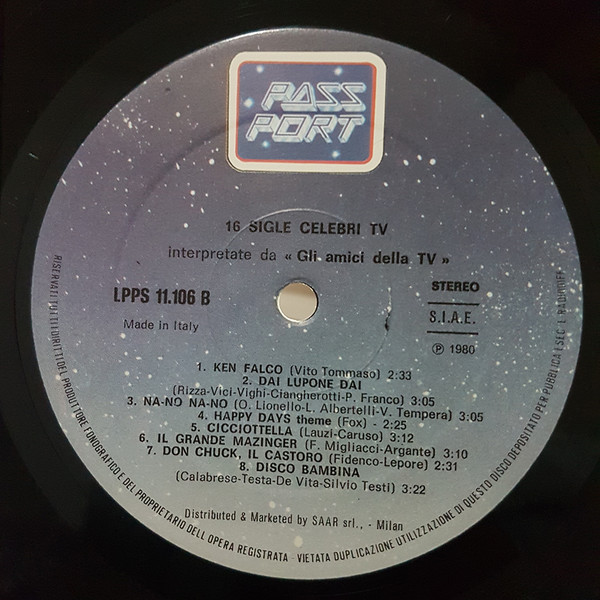 PASS
PORT
16 SIGLE CELEBRI TV
interpretate da « Gli amici della TV »
LPPS 11.106 B
STEREO
Made in Italy
S.I.A.E.
Ⓟ 1980
1. KEN FALCO (Vito Tommaso) 2:33
2. DAI LUPONE DAI
(Rizza-Vici-Vighi-Ciangherotti-P. Franco) 3:05
3. NA-NO NA-NO (O. Lionello-L. Albertelli-V. Tempera) 3:05
4. HAPPY DAYS theme (Fox) - 2:25
5. CICCIOTTELLA (Lauzi-Caruso) 3:12
6. IL GRANDE MAZINGER (F. Migliacci-Argante) 3:10
7. DON CHUCK, IL CASTORO (Fidenco-Lepore) 2:31
8. DISCO BAMBINA
(Calabrese-Testa-De Vita-Silvio Testi) 3:22
Distributed & Marketed by SAAR srl., - Milan
RISERVATI TUTTI I DIRITTI DEL PRODUTTORE FONOGRAFICO E DEL PROPRIETARIO DELL'OPERA REGISTRATA - VIETATA DUPLICAZIONE UTILIZZAZIONE DI QUESTO DISCO DEPOSITATO PER PUBBLICA